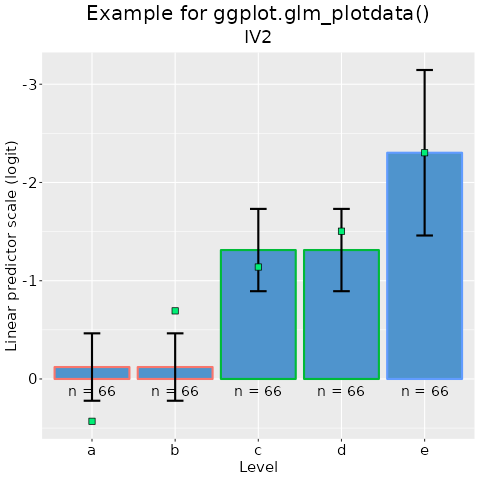 Example for ggplot.glm_plotdata()
IV2
Linear predictor scale (logit)
-3
-2
-1
0
n = 66 n = 66 n = 66 n = 66 n = 66
a b c d e
Level